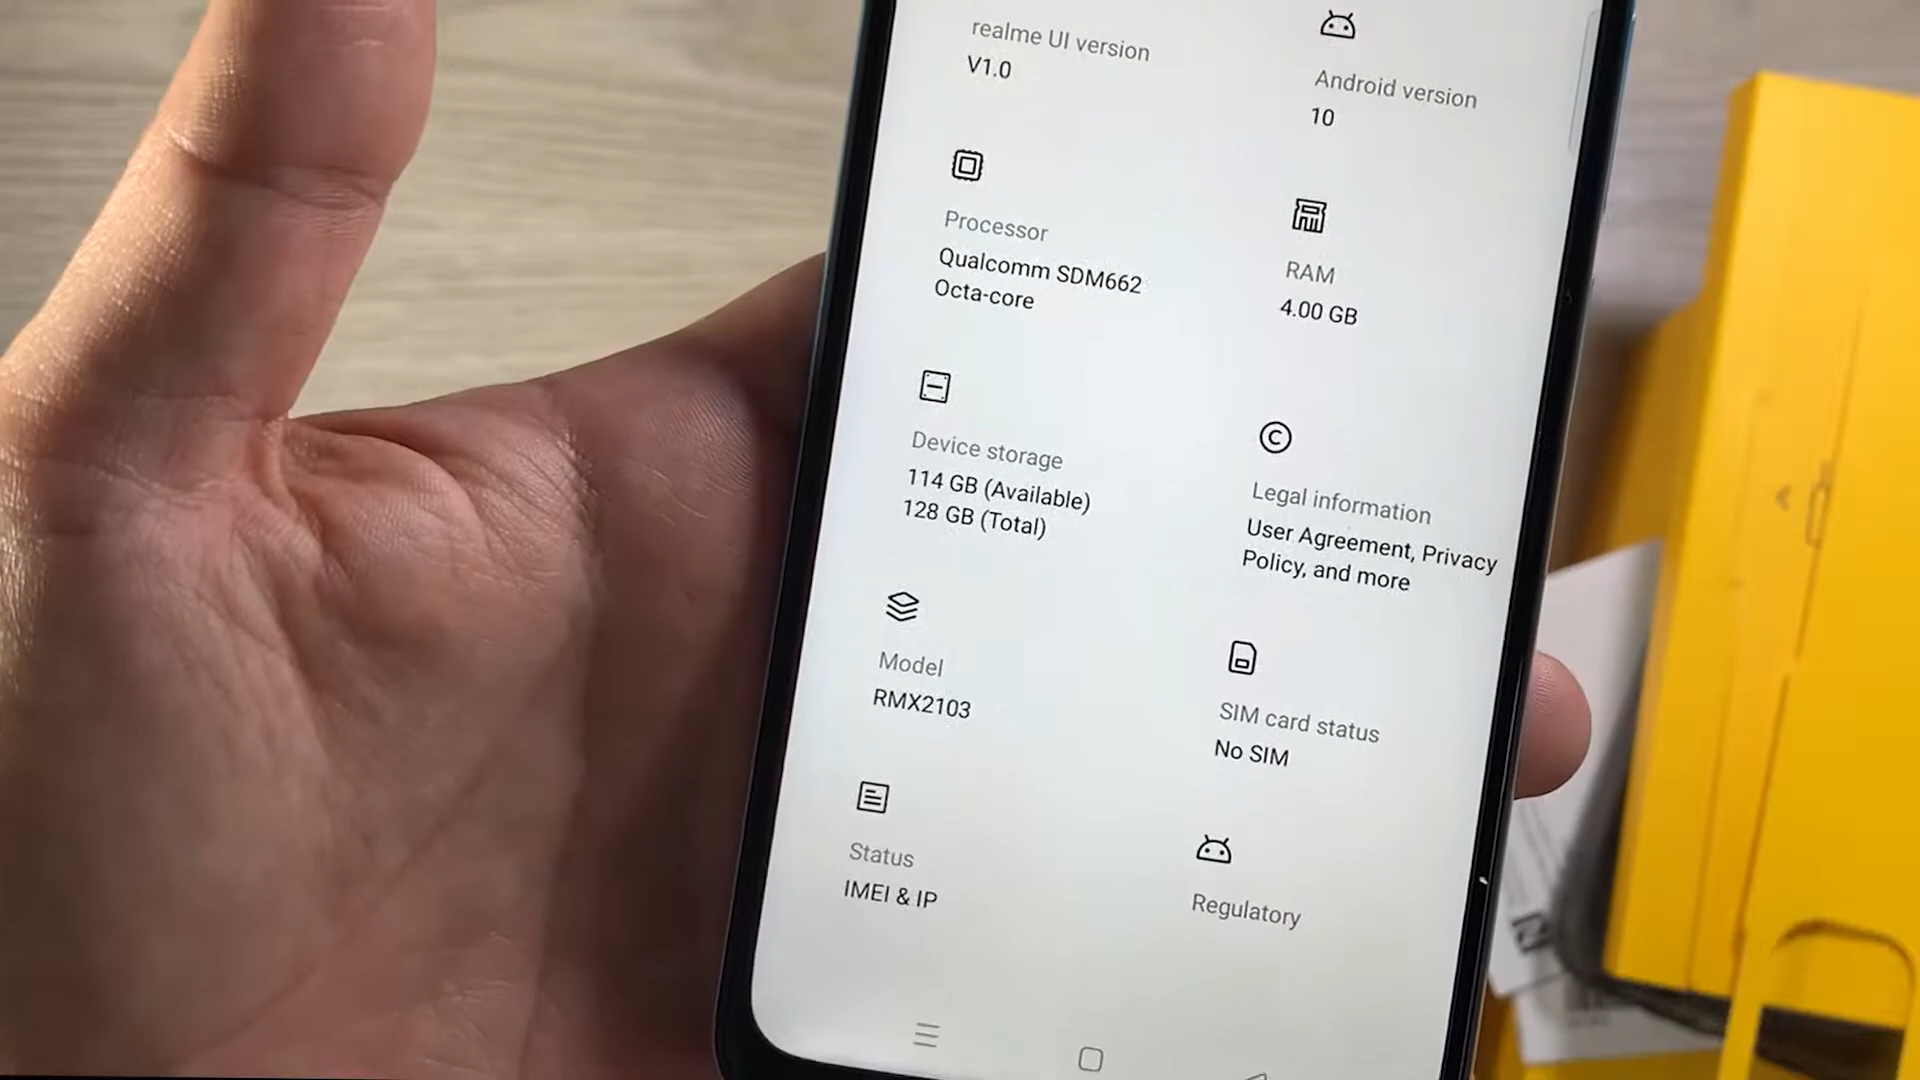 realme UI version
V1.0
Android version
10
Processor
Qualcomm SDM662
Octa-core
RAM
4.00 GB
Device storage
114 GB (Available)
128 GB (Total)
Legal information
User Agreement, Privacy
Policy, and more
Model
RMX2103
SIM card status
No SIM
Status
IMEI & IP
Regulatory